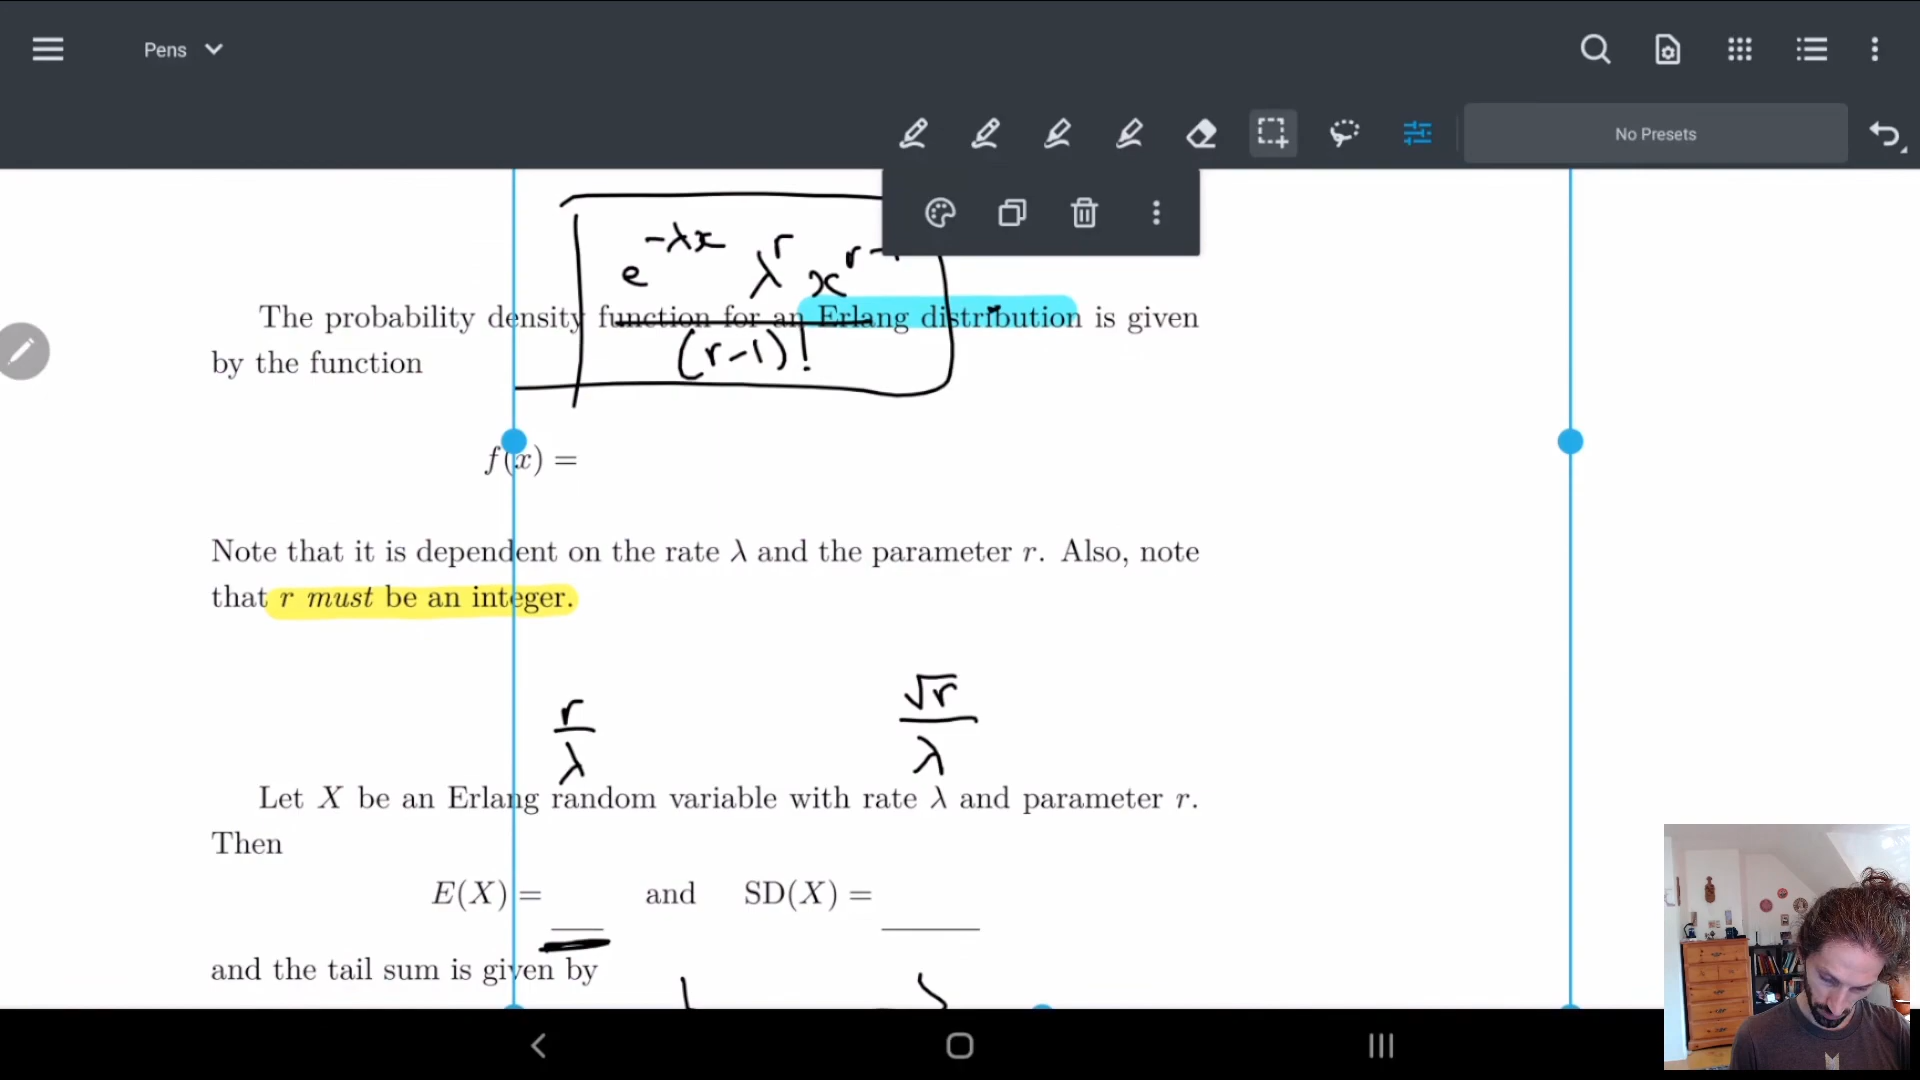 Pens
No Presets
e^{-λx} λ^r x^{r-
The probability density function for an Erlang distribution is given
(r-1)!
by the function
f(x) =
Note that it is dependent on the rate λ and the parameter r. Also, note
that r must be an integer.
r/λ √r/λ
Let X be an Erlang random variable with rate λ and parameter r.
Then
E(X) = and SD(X) =
and the tail sum is given by